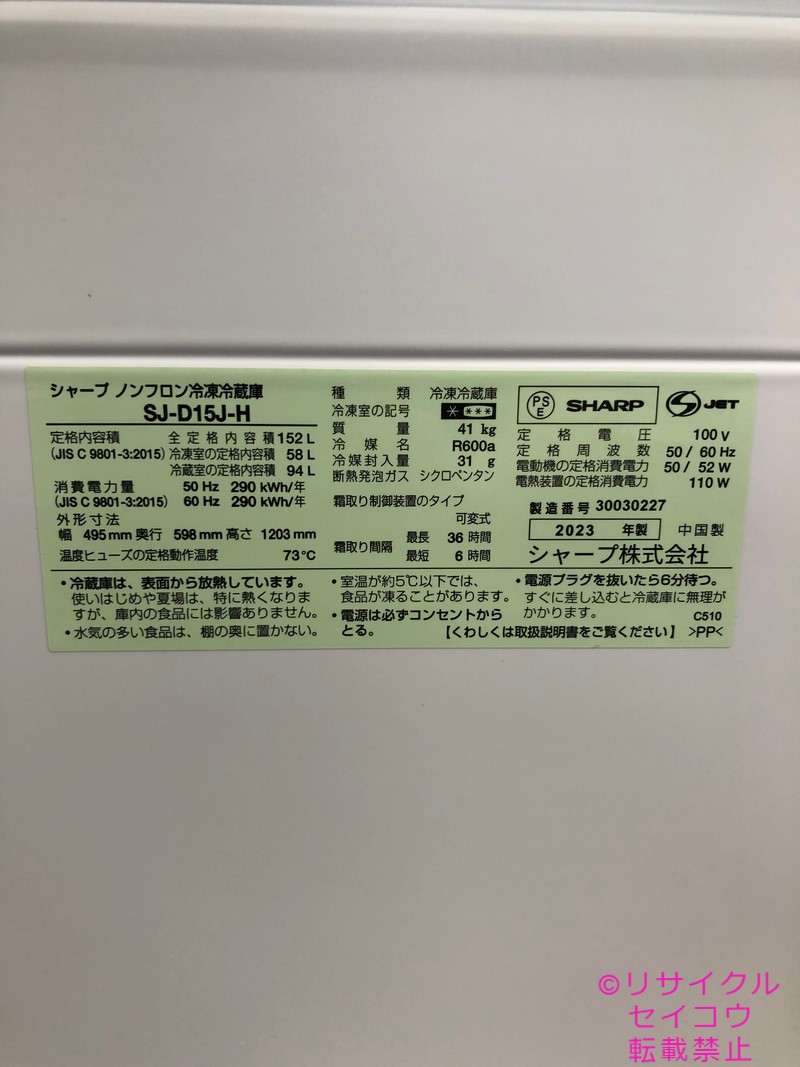 シャープ ノンフロン冷凍冷蔵庫
SJ-D15J-H
定格内容積 全定格内容積 152 L
(JIS C 9801-3:2015) 冷凍室の定格内容積 58 L
冷蔵室の定格内容積 94 L
消費電力量 50 Hz 290 kWh/年
(JIS C 9801-3:2015) 60 Hz 290 kWh/年
外形寸法
幅 495 mm 奥行 598 mm 高さ 1203 mm
温度ヒューズの定格動作温度 73℃
種類 冷凍冷蔵庫
冷凍室の記号 * ***
質量 41 kg
冷媒名 R600a
冷媒封入量 31 g
断熱発泡ガス シクロペンタン
霜取り制御装置のタイプ
可変式
霜取り間隔 最長 36 時間
最短 6 時間
PS E SHARP S JET
定格電圧 100 V
定格周波数 50 / 60 Hz
電動機の定格消費電力 50 / 52 W
電熱装置の定格消費電力 110 W
製造番号 30030227
2023 年製 中国製
シャープ株式会社
・冷蔵庫は、表面から放熱しています。
使いはじめや夏場は、特に熱くなりま
すが、庫内の食品には影響ありません。
・水気の多い食品は、棚の奥に置かない。
・室温が約5℃以下では、
食品が凍ることがあります。
・電源は必ずコンセントから
とる。
・電源プラグを抜いたら6分待つ。
すぐに差し込むと冷蔵庫に無理が
かかります。 C510
【くわしくは取扱説明書をご覧ください】 >PP<
©リサイクル
セイコウ
転載禁止